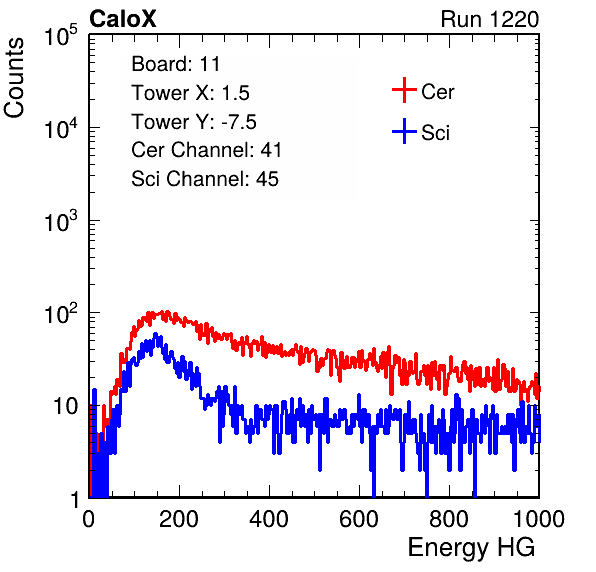 CaloX Run 1220
Counts
Board: 11
Tower X: 1.5
Tower Y: -7.5
Cer Channel: 41
Sci Channel: 45
Cer
Sci
10^5
10^4
10^3
10^2
10
1
0 200 400 600 800 1000
Energy HG